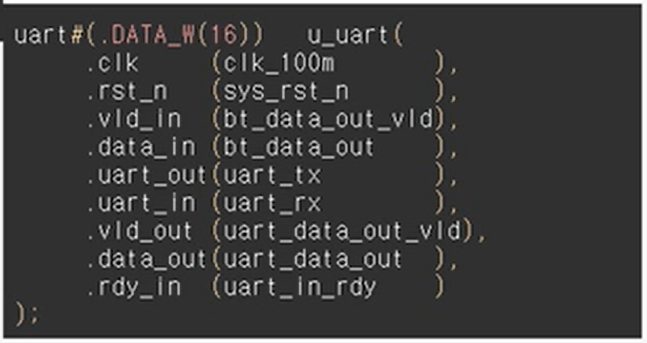 uart#(.DATA_W(16))   u_uart(
     .clk     (clk_100m       ),
     .rst_n   (sys_rst_n      ),
     .vld_in  (bt_data_out_vld),
     .data_in (bt_data_out    ),
     .uart_out(uart_tx        ),
     .uart_in (uart_rx        ),
     .vld_out (uart_data_out_vld),
     .data_out(uart_data_out  ),
     .rdy_in  (uart_in_rdy    )
);